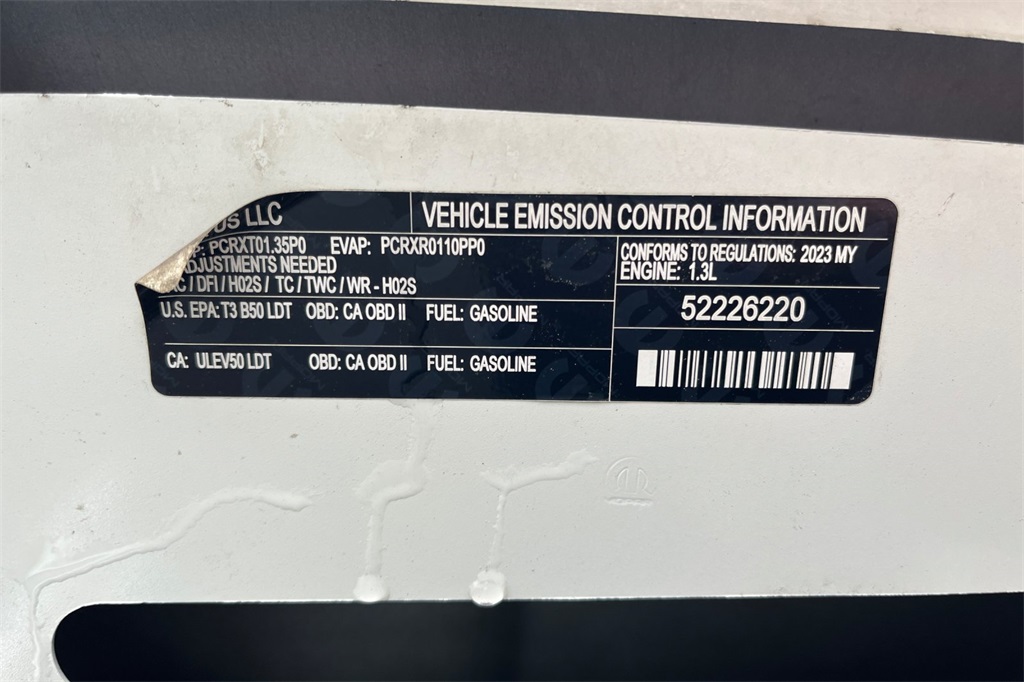 LLC
VEHICLE EMISSION CONTROL INFORMATION
PCRXT01.35P0 EVAP: PCRXR0110PP0
ADJUSTMENTS NEEDED
/ DFI / H02S / TC / TWC / WR - H02S
U.S. EPA: T3 B50 LDT OBD: CA OBD II FUEL: GASOLINE
CA: ULEV50 LDT OBD: CA OBD II FUEL: GASOLINE
CONFORMS TO REGULATIONS: 2023 MY
ENGINE: 1.3L
52226220